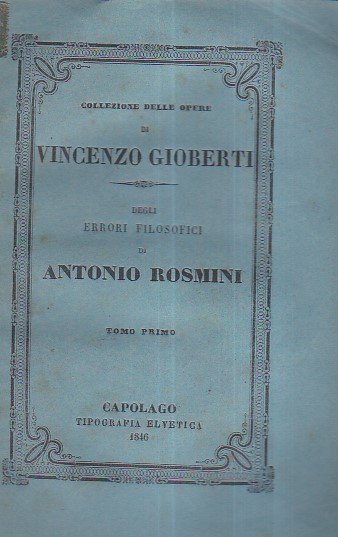 COLLEZIONE DELLE OPERE
DI
VINCENZO GIOBERTI
DEGLI
ERRORI FILOSOFICI
DI
ANTONIO ROSMINI
TOMO PRIMO
CAPOLAGO
TIPOGRAFIA ELVETICA
1846